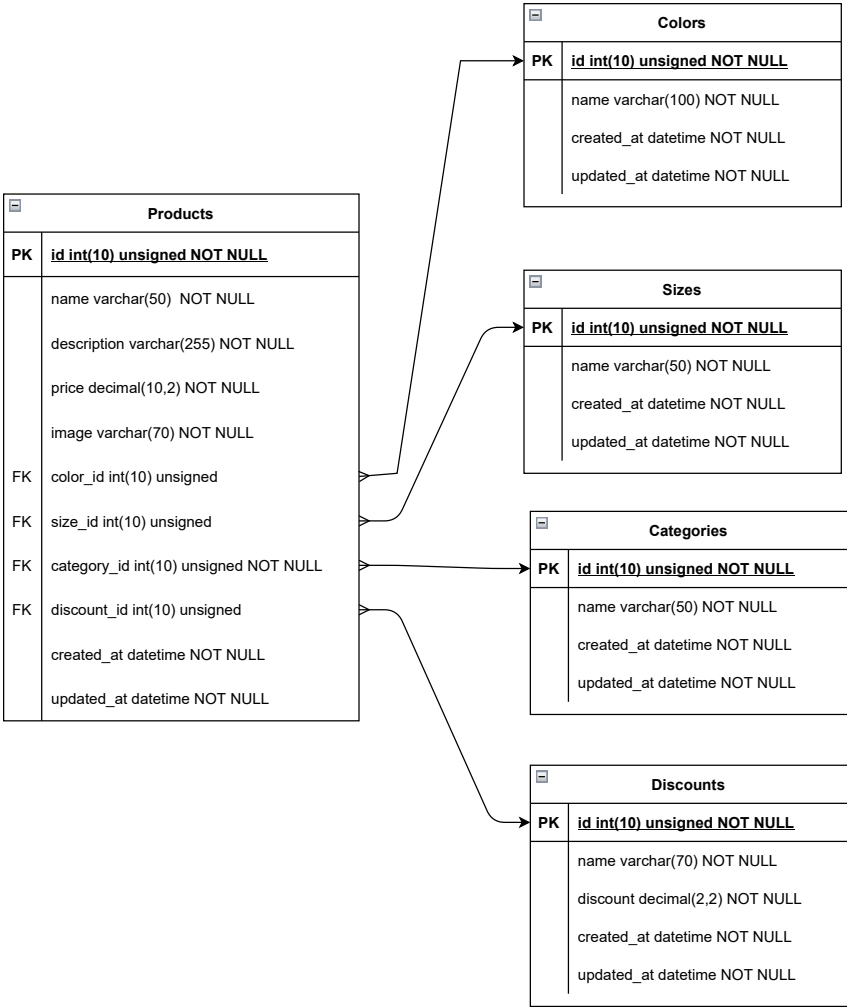 Colors
PK id int(10) unsigned NOT NULL
name varchar(100) NOT NULL
created_at datetime NOT NULL
updated_at datetime NOT NULL
Products
PK id int(10) unsigned NOT NULL
name varchar(50)  NOT NULL
description varchar(255) NOT NULL
price decimal(10,2) NOT NULL
image varchar(70) NOT NULL
FK color_id int(10) unsigned
FK size_id int(10) unsigned
FK category_id int(10) unsigned NOT NULL
FK discount_id int(10) unsigned
created_at datetime NOT NULL
updated_at datetime NOT NULL
Sizes
PK id int(10) unsigned NOT NULL
name varchar(50) NOT NULL
created_at datetime NOT NULL
updated_at datetime NOT NULL
Categories
PK id int(10) unsigned NOT NULL
name varchar(50) NOT NULL
created_at datetime NOT NULL
updated_at datetime NOT NULL
Discounts
PK id int(10) unsigned NOT NULL
name varchar(70) NOT NULL
discount decimal(2,2) NOT NULL
created_at datetime NOT NULL
updated_at datetime NOT NULL